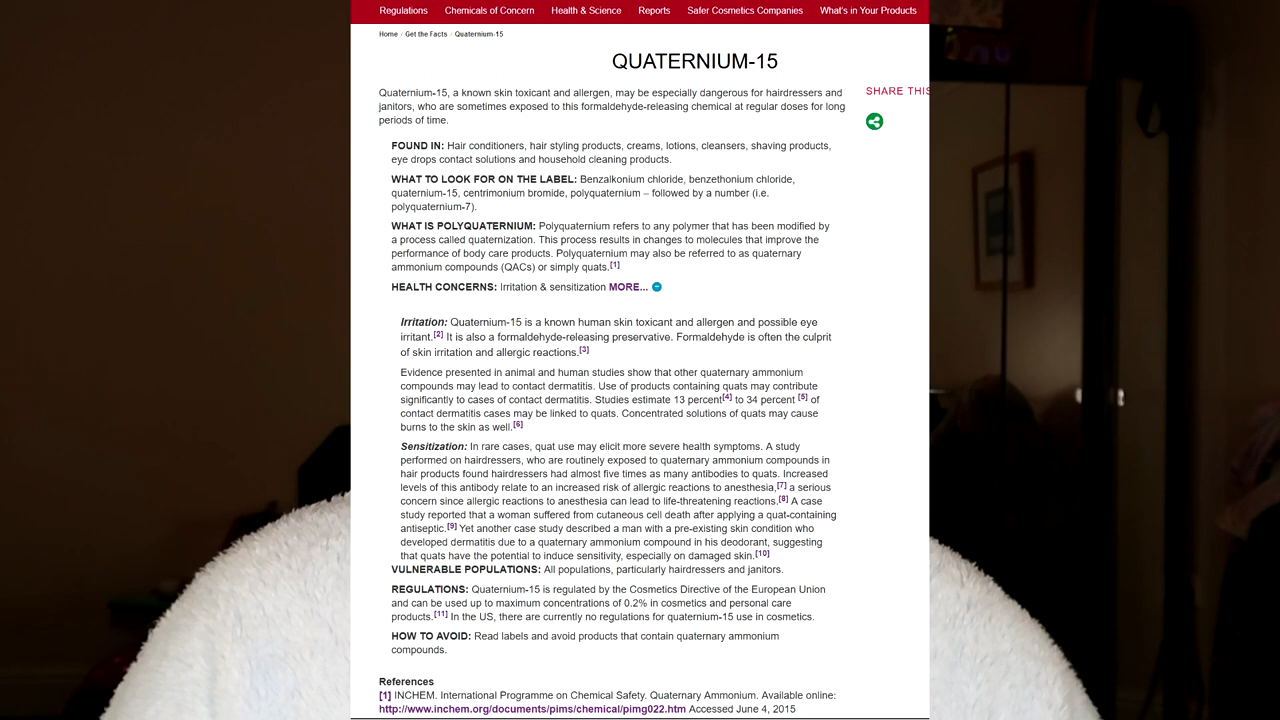 Regulations Chemicals of Concern Health & Science Reports Safer Cosmetics Companies What's in Your Products
Home / Get the Facts / Quaternium-15
QUATERNIUM-15
Quaternium-15, a known skin toxicant and allergen, may be especially dangerous for hairdressers and
janitors, who are sometimes exposed to this formaldehyde-releasing chemical at regular doses for long
periods of time.
SHARE THIS
FOUND IN: Hair conditioners, hair styling products, creams, lotions, cleansers, shaving products,
eye drops contact solutions and household cleaning products.
WHAT TO LOOK FOR ON THE LABEL: Benzalkonium chloride, benzethonium chloride,
quaternium-15, centrimonium bromide, polyquaternium – followed by a number (i.e.
polyquaternium-7).
WHAT IS POLYQUATERNIUM: Polyquaternium refers to any polymer that has been modified by
a process called quaternization. This process results in changes to molecules that improve the
performance of body care products. Polyquaternium may also be referred to as quaternary
ammonium compounds (QACs) or simply quats.[1]
HEALTH CONCERNS: Irritation & sensitization MORE...
Irritation: Quaternium-15 is a known human skin toxicant and allergen and possible eye
irritant.[2] It is also a formaldehyde-releasing preservative. Formaldehyde is often the culprit
of skin irritation and allergic reactions.[3]
Evidence presented in animal and human studies show that other quaternary ammonium
compounds may lead to contact dermatitis. Use of products containing quats may contribute
significantly to cases of contact dermatitis. Studies estimate 13 percent[4] to 34 percent [5] of
contact dermatitis cases may be linked to quats. Concentrated solutions of quats may cause
burns to the skin as well.[6]
Sensitization: In rare cases, quat use may elicit more severe health symptoms. A study
performed on hairdressers, who are routinely exposed to quaternary ammonium compounds in
hair products found hairdressers had almost five times as many antibodies to quats. Increased
levels of this antibody relate to an increased risk of allergic reactions to anesthesia,[7] a serious
concern since allergic reactions to anesthesia can lead to life-threatening reactions.[8] A case
study reported that a woman suffered from cutaneous cell death after applying a quat-containing
antiseptic.[9] Yet another case study described a man with a pre-existing skin condition who
developed dermatitis due to a quaternary ammonium compound in his deodorant, suggesting
that quats have the potential to induce sensitivity, especially on damaged skin.[10]
VULNERABLE POPULATIONS: All populations, particularly hairdressers and janitors.
REGULATIONS: Quaternium-15 is regulated by the Cosmetics Directive of the European Union
and can be used up to maximum concentrations of 0.2% in cosmetics and personal care
products.[11] In the US, there are currently no regulations for quaternium-15 use in cosmetics.
HOW TO AVOID: Read labels and avoid products that contain quaternary ammonium
compounds.
References
[1] INCHEM. International Programme on Chemical Safety. Quaternary Ammonium. Available online:
http://www.inchem.org/documents/pims/chemical/pimg022.htm Accessed June 4, 2015